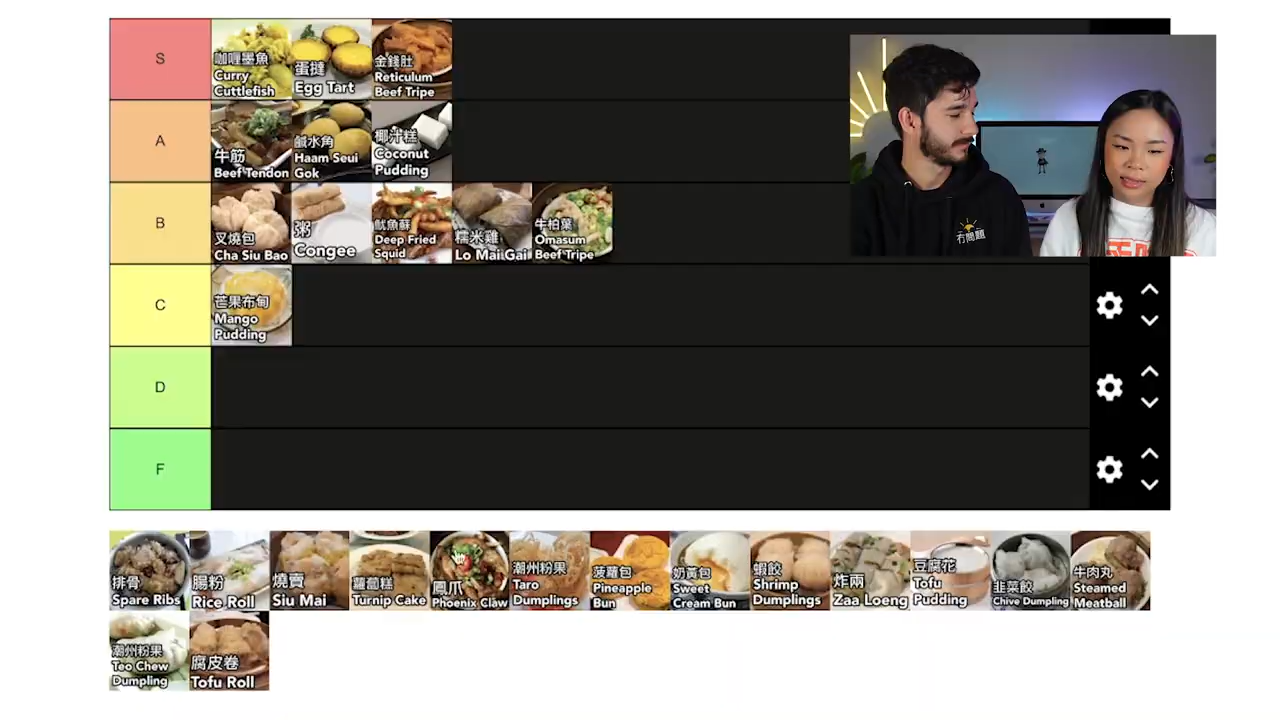 S
咖喱墨魚
Curry
Cuttlefish
蛋撻
Egg Tart
金錢肚
Reticulum
Beef Tripe
A
牛筋
Beef Tendon
鹹水角
Haam Seui
Gok
椰汁糕
Coconut
Pudding
B
叉燒包
Cha Siu Bao
粥
Congee
魷魚蘇
Deep Fried
Squid
糯米雞
Lo Mai Gai
牛柏葉
Omasum
Beef Tripe
C
芒果布甸
Mango
Pudding
D
F
冇問題
排骨
Spare Ribs
腸粉
Rice Roll
燒賣
Siu Mai
蘿蔔糕
Turnip Cake
鳳爪
Phoenix Claw
潮州粉果
Taro
Dumplings
菠蘿包
Pineapple
Bun
奶黃包
Sweet
Cream Bun
蝦餃
Shrimp
Dumplings
炸兩
Zaa Loeng
豆腐花
Tofu
Pudding
韭菜餃
Chive Dumpling
牛肉丸
Steamed
Meatball
潮州粉果
Teo Chew
Dumpling
腐皮卷
Tofu Roll